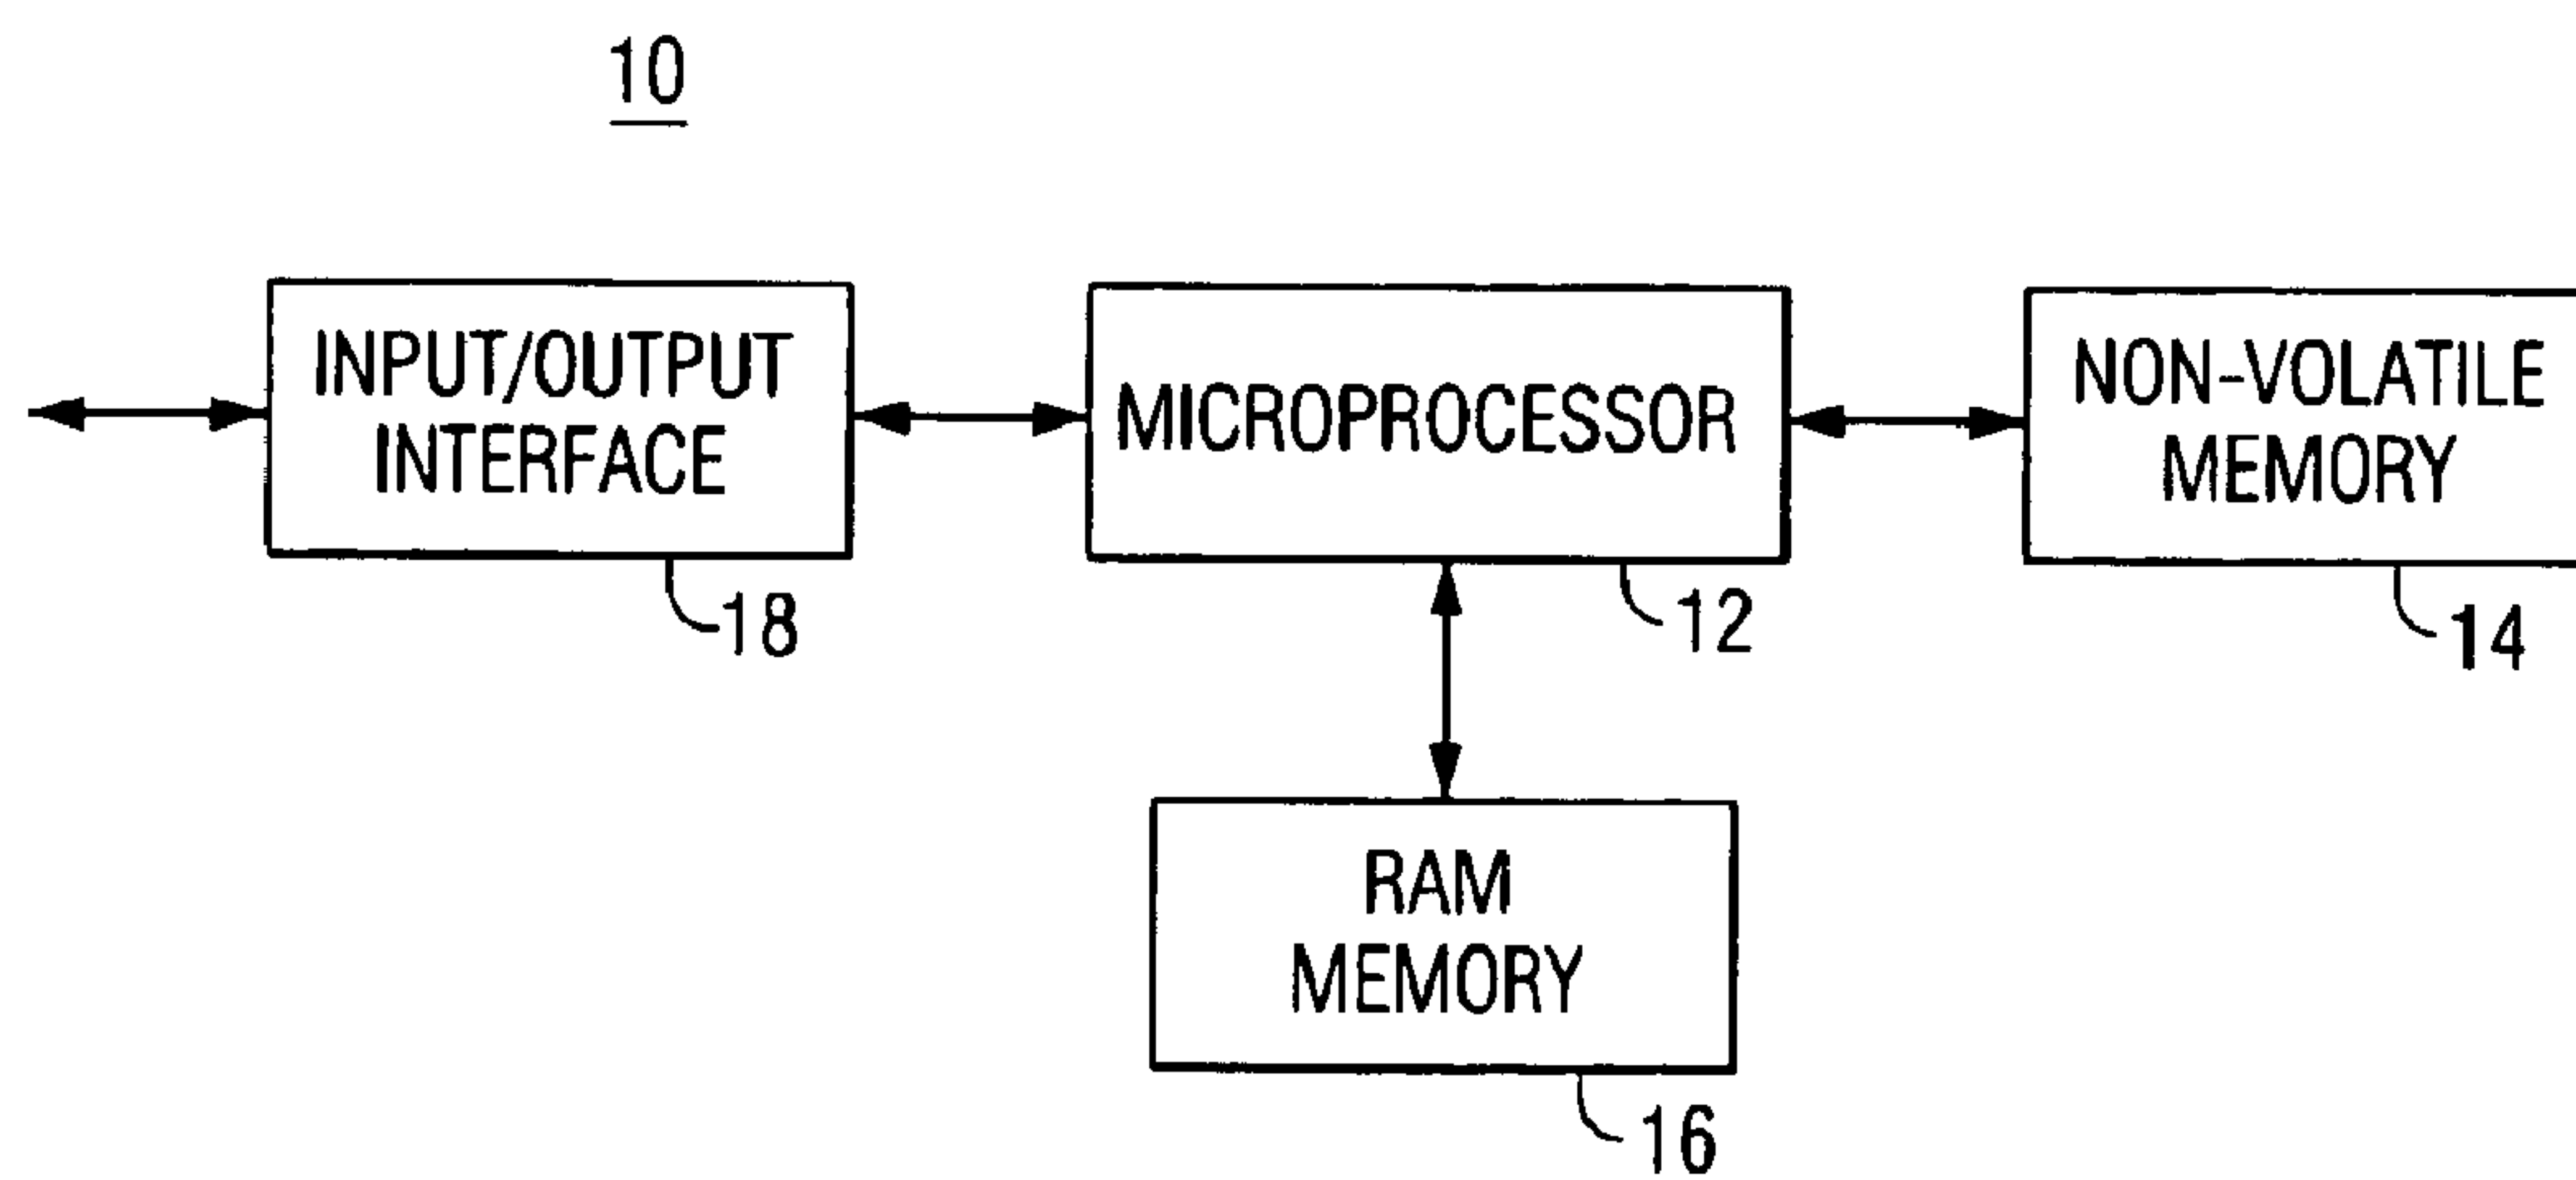 10
INPUT/OUTPUT
INTERFACE
18
MICROPROCESSOR
12
NON-VOLATILE
MEMORY
14
RAM
MEMORY
16